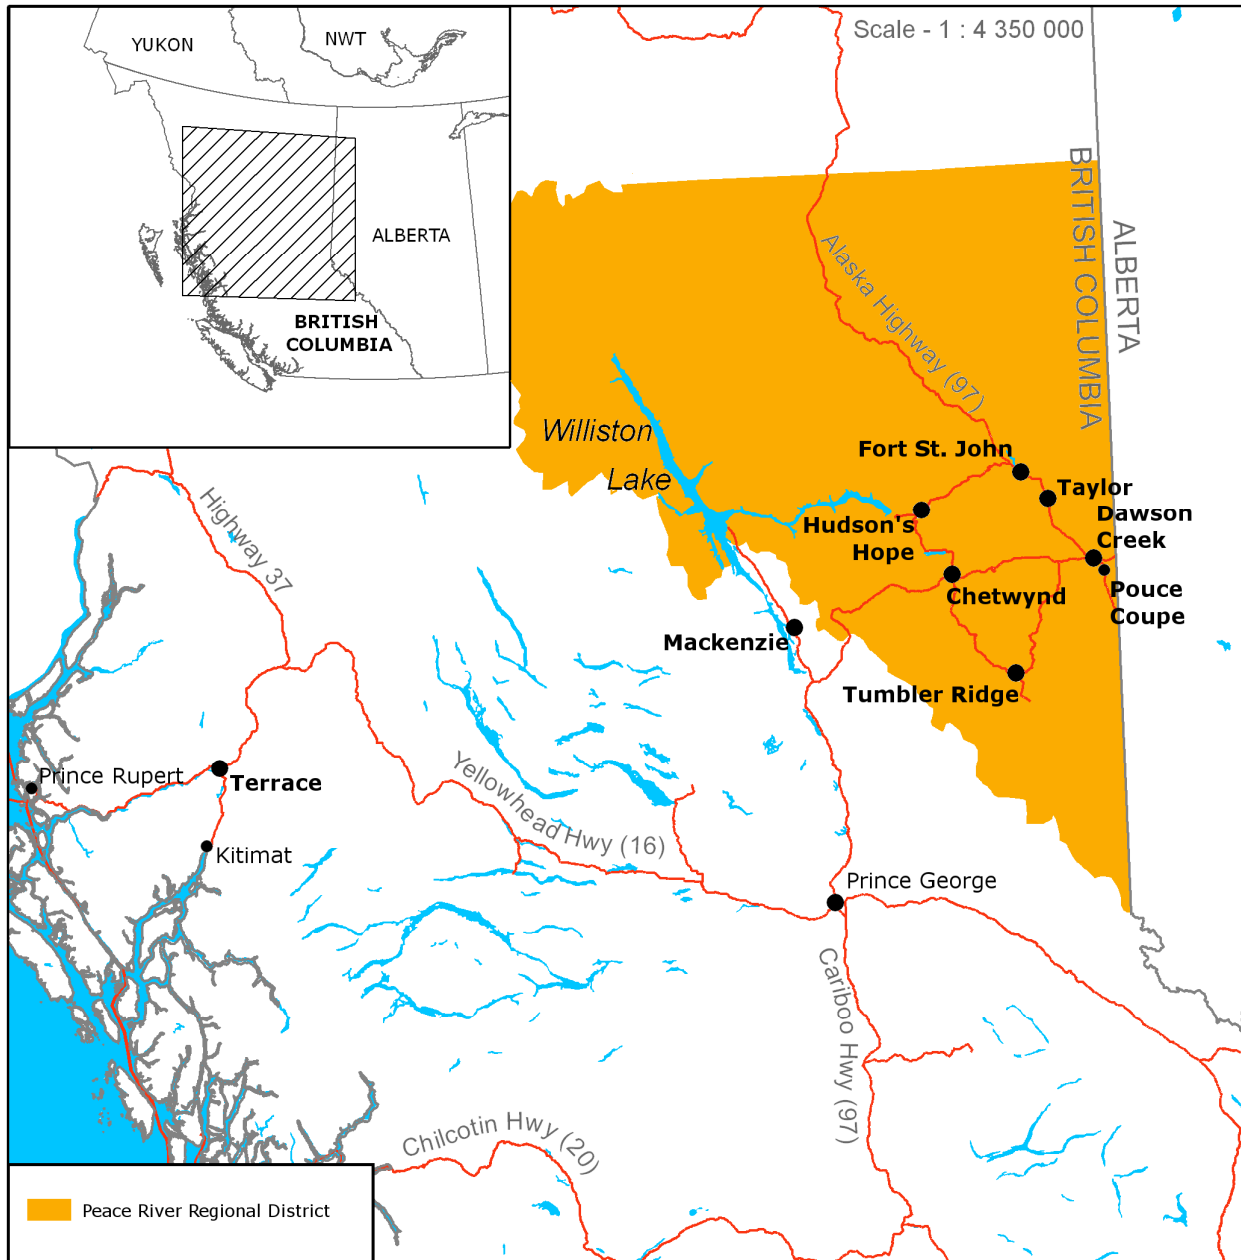 YUKON
NWT
Scale - 1 : 4 350 000
ALBERTA
BRITISH
COLUMBIA
BRITISH COLUMBIA
ALBERTA
Alaska Highway (97)
Williston
Lake
Fort St. John
Taylor
Dawson
Creek
Hudson's
Hope
Pouce
Coupe
Chetwynd
Mackenzie
Tumbler Ridge
Highway 37
Prince Rupert
Terrace
Kitimat
Yellowhead Hwy (16)
Prince George
Cariboo Hwy (97)
Chilcotin Hwy (20)
Peace River Regional District